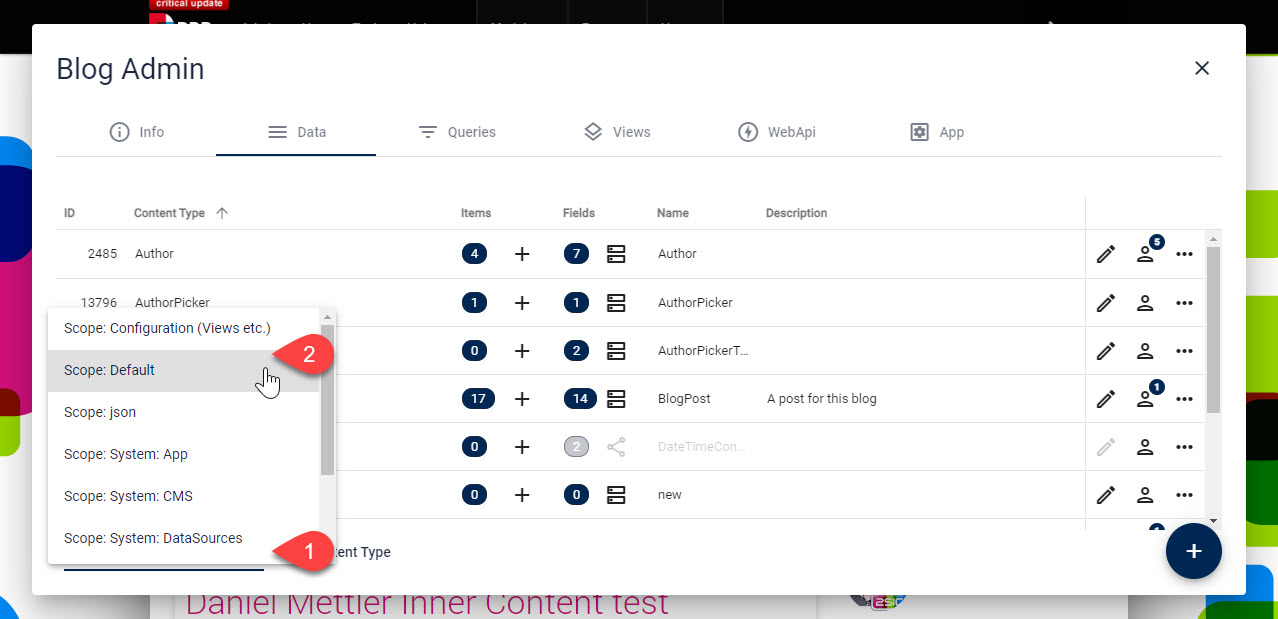 critical update
Blog Admin
Info Data Queries Views WebApi App
ID Content Type Items Fields Name Description
2485 Author 4 7 Author 5
13796 AuthorPicker 1 1 AuthorPicker
Scope: Configuration (Views etc.)
2
0 2 AuthorPickerT...
Scope: Default
17 14 BlogPost A post for this blog 1
Scope: json
0 2 DateTimeCon...
Scope: System: App
0 0 new
Scope: System: CMS
Scope: System: DataSources
1
ent Type
Daniel Mettler Inner Content test
2sic